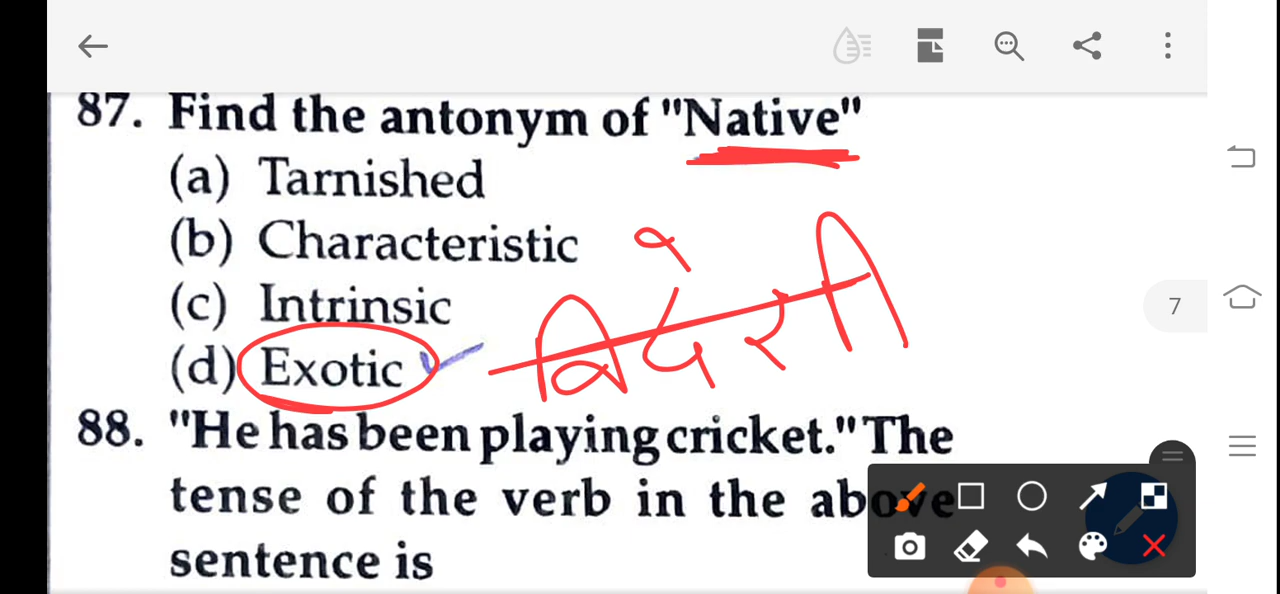 87. Find the antonym of "Native"
(a) Tarnished
(b) Characteristic
(c) Intrinsic
(d) Exotic
विदेशी
7
88. "He has been playing cricket." The
tense of the verb in the above
sentence is